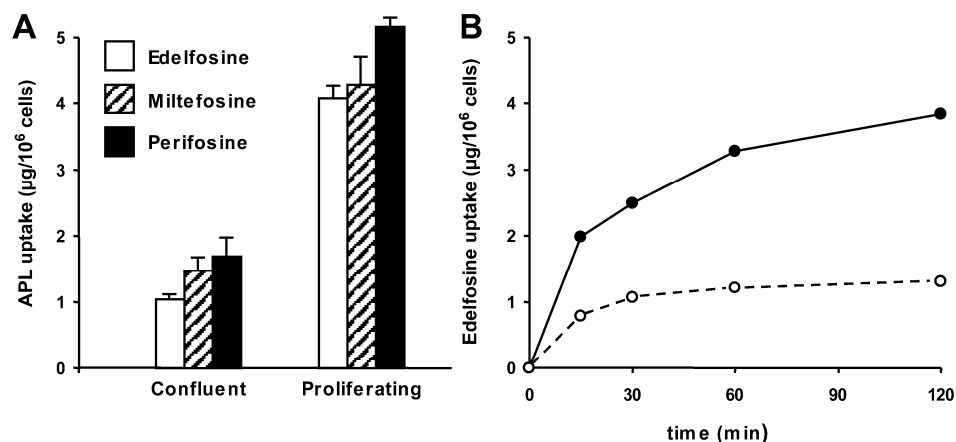 A
APL uptake (µg/10⁶ cells)
5
4
3
2
1
0
Edelfosine
Miltefosine
Perifosine
Confluent
Proliferating
B
Edelfosine uptake (µg/10⁶ cells)
5
4
3
2
1
0
0
30
60
90
120
time (min)